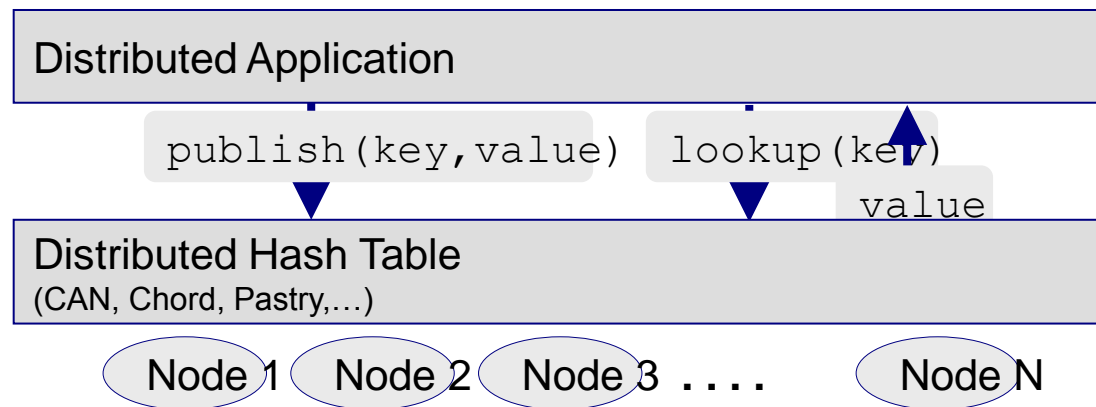 Distributed Application
publish(key,value) lookup(key)
value
Distributed Hash Table
(CAN, Chord, Pastry,…)
Node 1 Node 2 Node 3 .... Node N